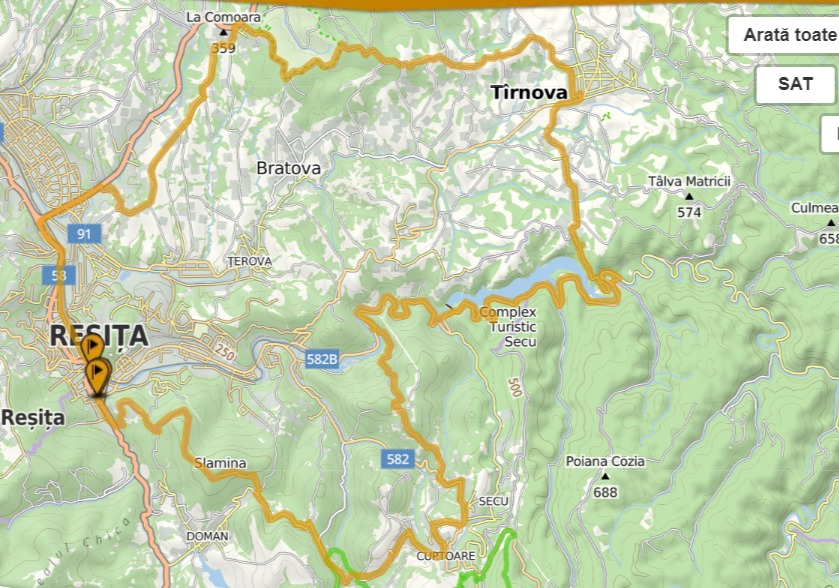 La Comoara
359
Arată toate
SAT
Tîrnova
Bratova
Tâlva Matricii
574
Culmea
658
91
58
ȚEROVA
REȘIȚA
250
582B
Complex
Turistic
Secu
500
Reșița
Slamina
582
Poiana Cozia
688
SECU
DOMAN
CUPTOARE